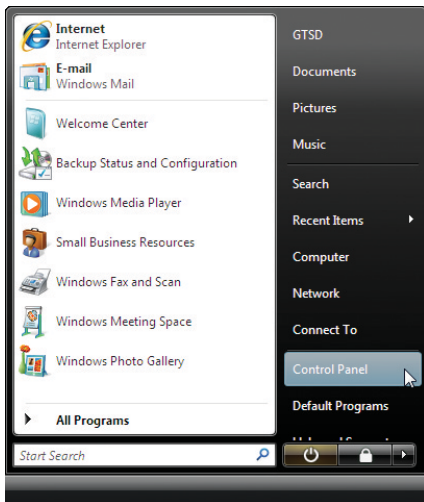 Internet
Internet Explorer
E-mail
Windows Mail
Welcome Center
Backup Status and Configuration
Windows Media Player
Small Business Resources
Windows Fax and Scan
Windows Meeting Space
Windows Photo Gallery
All Programs
Start Search
GTSD
Documents
Pictures
Music
Search
Recent Items
Computer
Network
Connect To
Control Panel
Default Programs